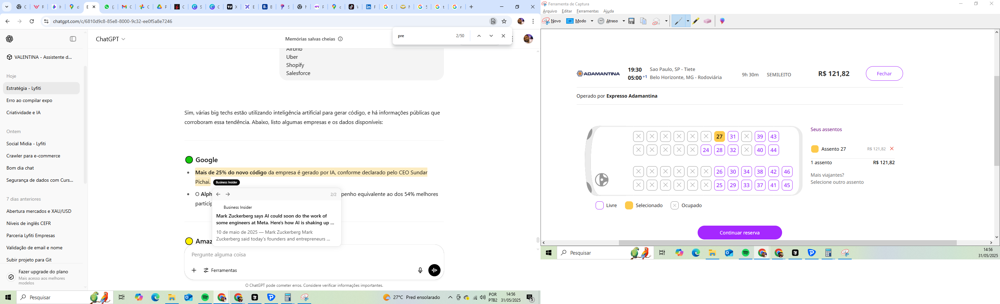 chatgpt.com/c/6810d9c8-85e8-8000-9c32-ee0f5a8e7246
pre
2/50
ChatGPT
Memórias salvas cheias
VALENTINA - Assistente d...
Hoje
Estratégia - Lyfiti
Erro ao compilar expo
Criatividade e IA
Ontem
Social Midia - Lyfiti
Crawler para e-commerce
Bom dia chat
Segurança de dados com Curs...
7 dias anteriores
Abertura mercados e XAU/USD
Níveis de inglês CEFR
Parceria Lyfiti Empresas
Validação de email e nome
Subir projeto para Git
Fazer upgrade do plano
Mais acesso aos melhores
modelos
Airbnb
Uber
Shopify
Salesforce
Sim, várias big techs estão utilizando inteligência artificial para gerar código, e há informações públicas que
corroboram essa tendência. Abaixo, listo algumas empresas e os dados disponíveis:
Google
Mais de 25% do novo código da empresa é gerado por IA, conforme declarado pelo CEO Sundar
Pichai. Business Insider
O Alph
penho equivalente ao dos 54% melhores
particip
2/2
Business Insider
Mark Zuckerberg says AI could soon do the work of
some engineers at Meta. Here's how AI is shaking up ...
10 de maio de 2025 — Mark Zuckerberg Mark
Zuckerberg said today's founders and entrepreneurs ...
Amaz
Pergunte alguma coisa
Ferramentas
O ChatGPT pode cometer erros. Considere verificar informações importantes.
Pesquisar
27°C Pred ensolarado
POR
PTB2
14:56
31/05/2025
5
Ferramenta de Captura
Arquivo Editar Ferramentas Ajuda
Novo Modo Atraso
ADAMANTINA
19:30 Sao Paulo, SP - Tiete
05:00 +1 Belo Horizonte, MG - Rodoviária
9h 30m SEMILEITO
R$ 121,82
Fechar
Operado por Expresso Adamantina
27 31 39 43
24 28 32 40 44
26 30 34 38 42 46
25 29 33 37 41 45
Livre Selecionado Ocupado
Seus assentos
Assento 27 R$ 121,82
1 assento R$ 121,82
Mais viajantes?
Selecione outro assento
Continuar reserva
Pesquisar
14:56
31/05/2025